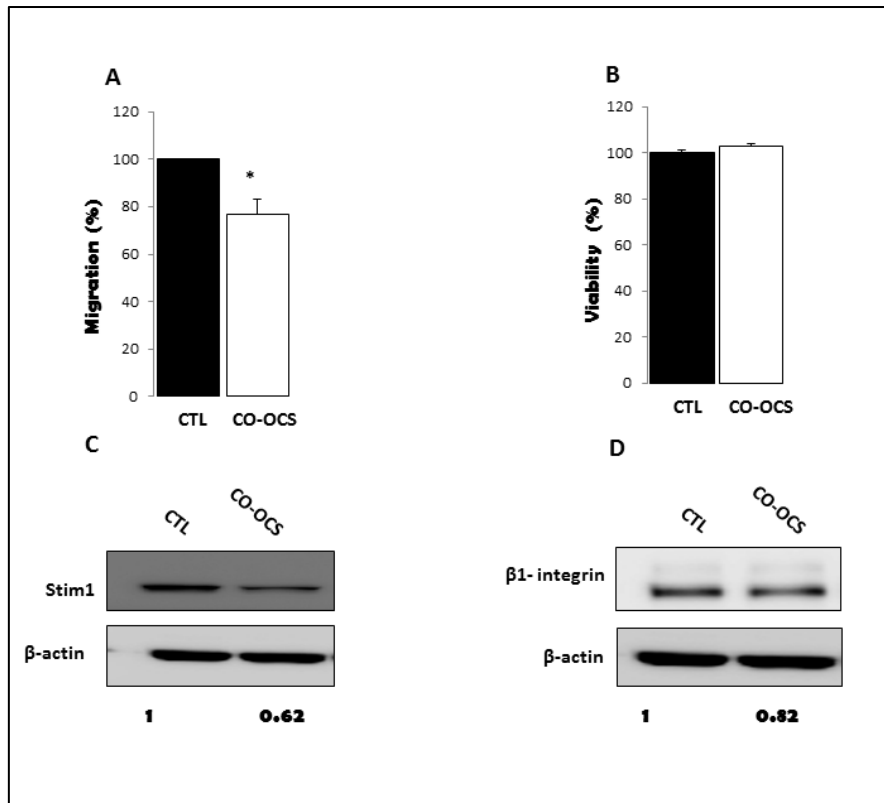 A
120
100
80
60
40
20
0
Migration (%)
*
CTL CO-OCS
B
120
100
80
60
40
20
0
Viability (%)
CTL CO-OCS
C
CTL CO-OCS
Stim1
β-actin
1 0.62
D
CTL CO-OCS
β1- integrin
β-actin
1 0.82